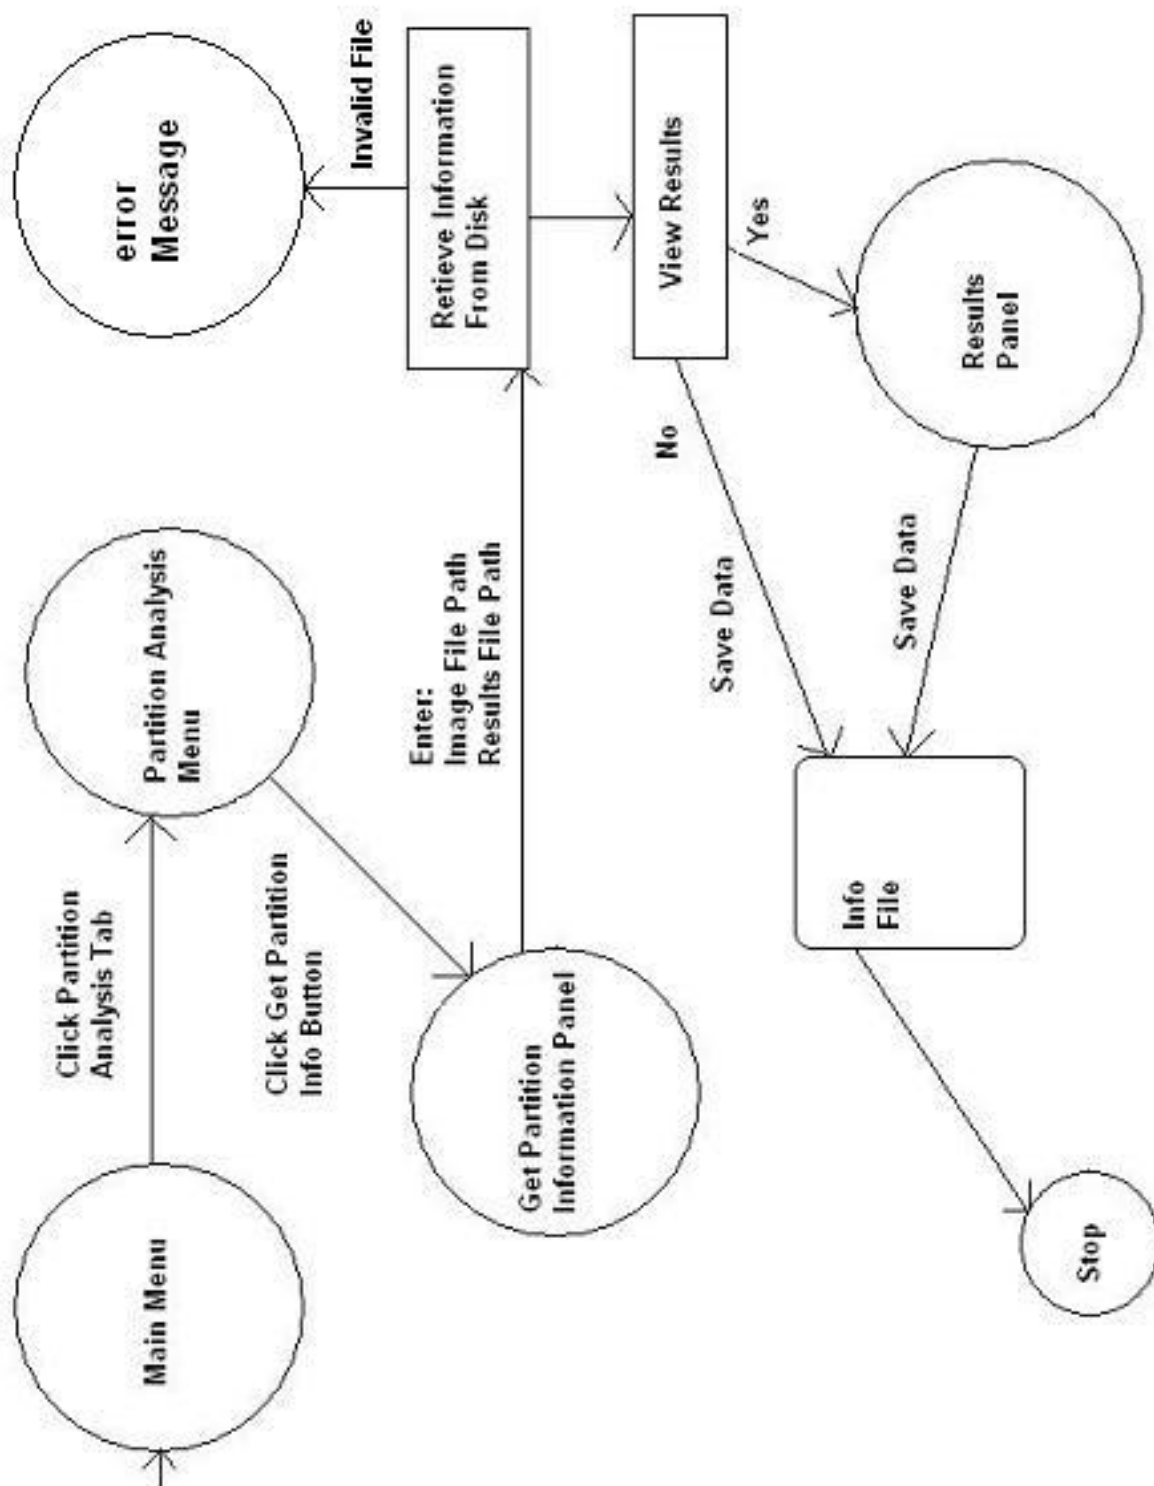 Main Menu
Click Partition
Analysis Tab
Partition Analysis
Menu
Click Get Partition
Info Button
Get Partition
Information Panel
Enter:
Image File Path
Results File Path
Retieve Information
From Disk
Invalid File
error
Message
View Results
Yes
No
Results
Panel
Save Data
Save Data
Info
File
Stop